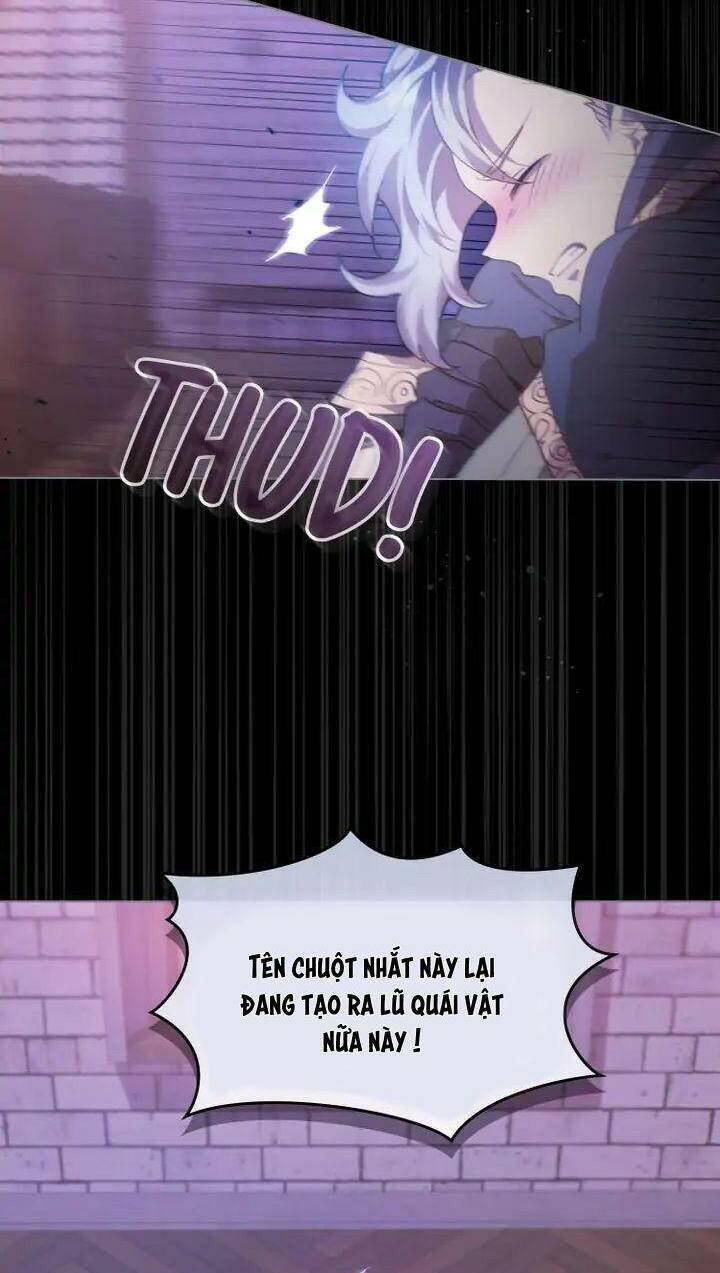 THUD!
TÊN CHUỘT NHẮT NÀY LẠI
ĐANG TẠO RA LŨ QUÁI VẬT
NỮA NÀY!